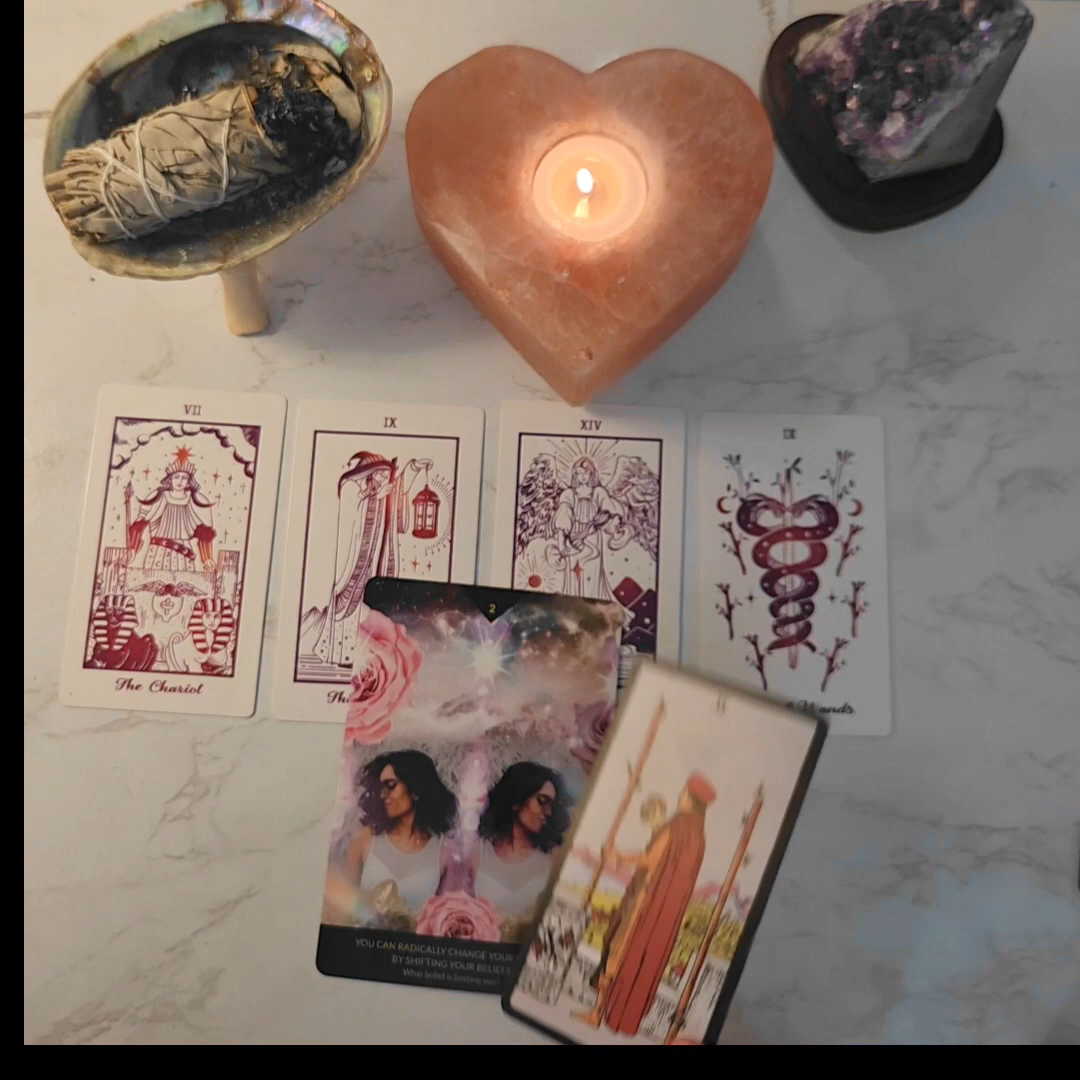 VII
IX
XIV
IX
The Chariot
2
II
YOU CAN RADICALLY CHANGE YOUR
BY SHIFTING YOUR BELIEFS
What belief is limiting you?